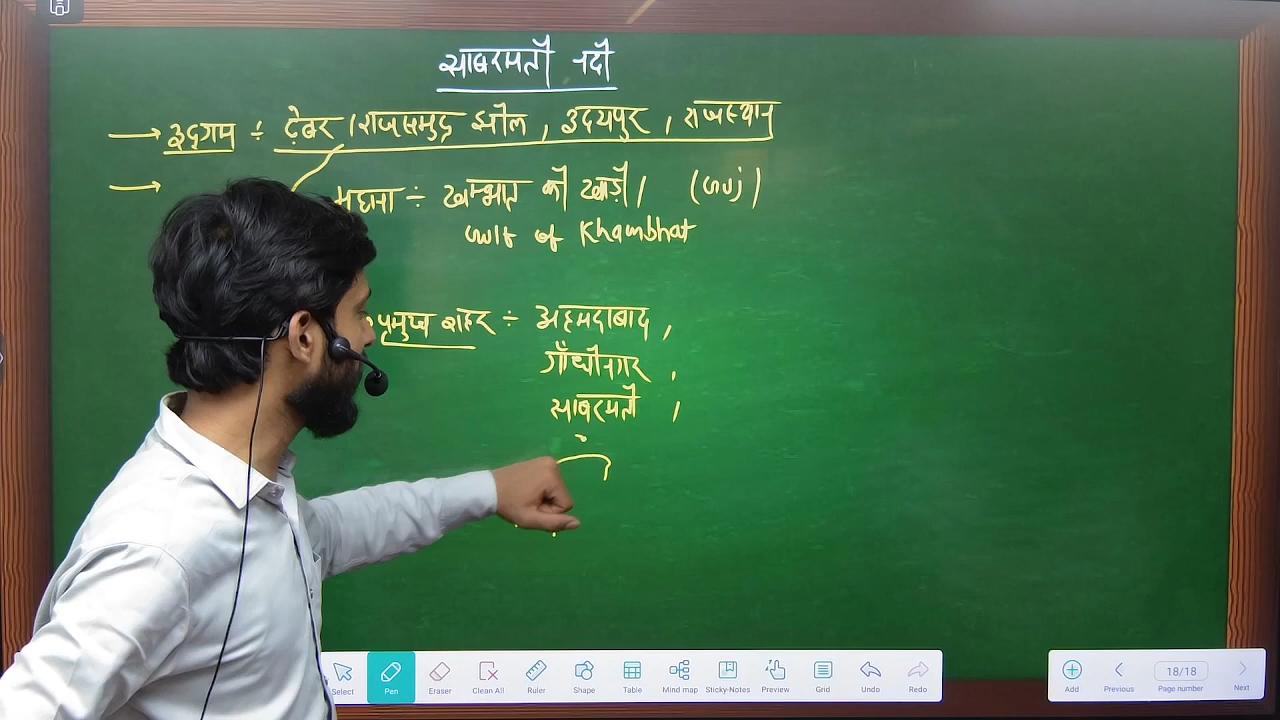 साबरमती नदी
→ उद्गम ÷ ढ़ेबर / राजसमुद्र झील, उदयपुर, राजस्थान
→ मुहाना ÷ खम्भात की खाड़ी / (Guj)
Gulf of Khambhat
प्रमुख शहर ÷ अहमदाबाद,
गाँधीनगर,
साबरमती,
Select Pen Eraser Clean All Ruler Shape Table Mind map Sticky-Notes Preview Grid Undo Redo
Add Previous 18/18 Page number Next